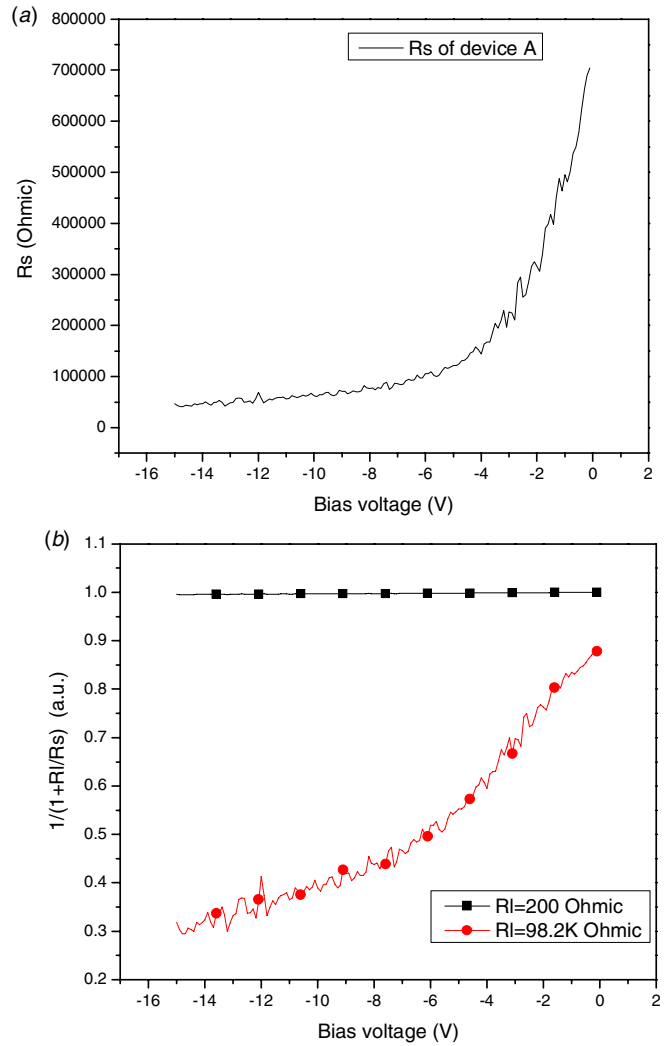 (a)
800000
Rs of device A
700000
600000
500000
400000
300000
200000
100000
0
Rs (Ohmic)
-16 -14 -12 -10 -8 -6 -4 -2 0
Bias voltage (V)
(b)
1.1
1.0
0.9
0.8
0.7
0.6
0.5
0.4
0.3
0.2
1/(1+Rl/Rs) (a.u.)
Rl=200 Ohmic
Rl=98.2K Ohmic
-16 -14 -12 -10 -8 -6 -4 -2 0 2
Bias voltage (V)